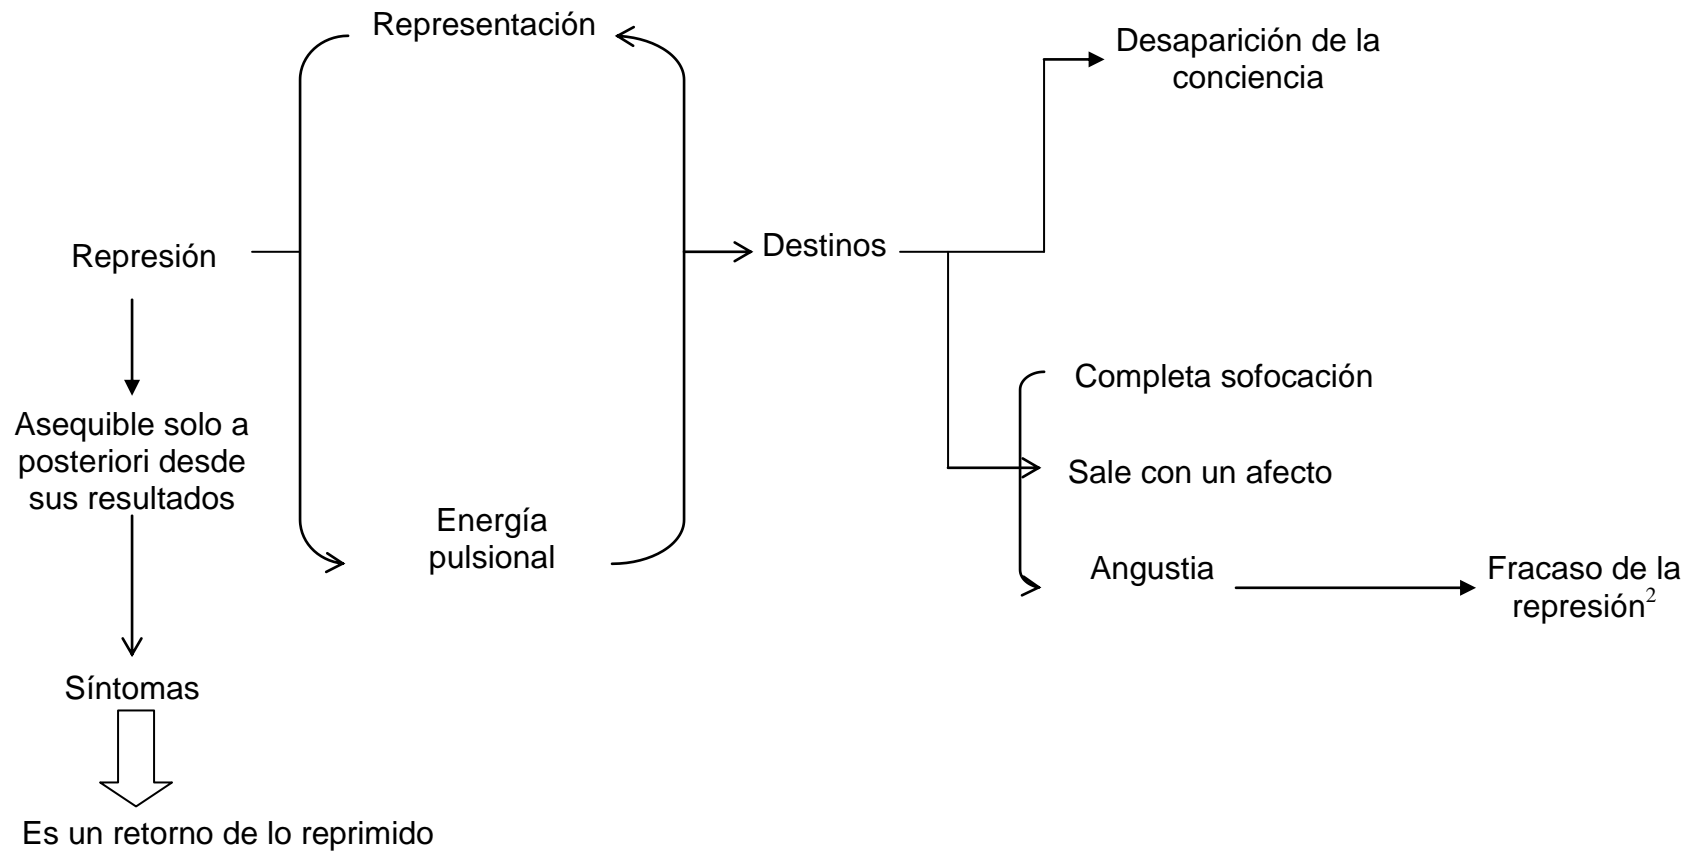 Representación
Desaparición de la
conciencia
Represión
Destinos
Completa sofocación
Asequible solo a
posteriori desde
sus resultados
Sale con un afecto
Energía
pulsional
Angustia
Fracaso de la
represión²
Síntomas
Es un retorno de lo reprimido